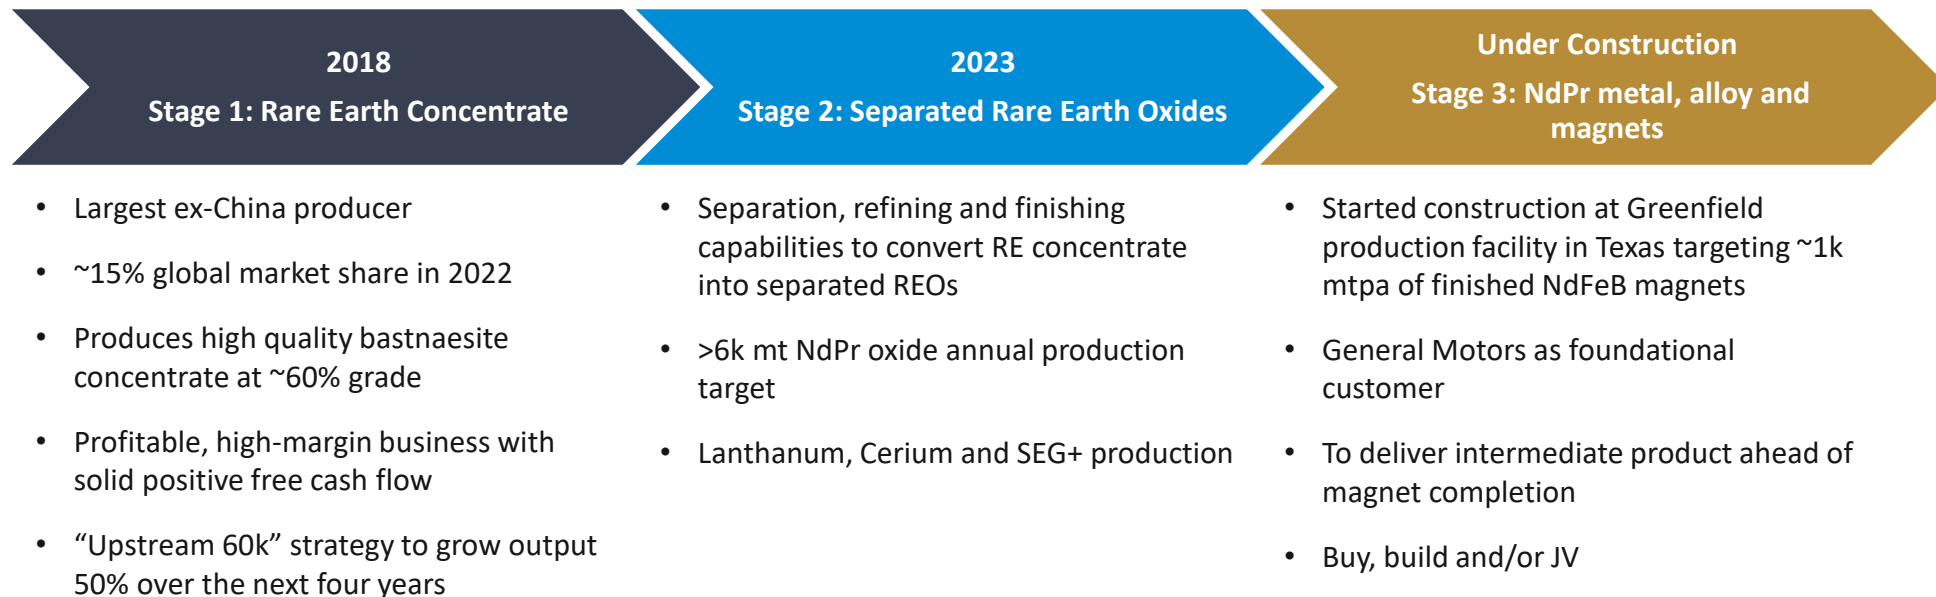 2018
Stage 1: Rare Earth Concentrate
• Largest ex-China producer
• ~15% global market share in 2022
• Produces high quality bastnaesite
concentrate at ~60% grade
• Profitable, high-margin business with
solid positive free cash flow
• “Upstream 60k” strategy to grow output
50% over the next four years
2023
Stage 2: Separated Rare Earth Oxides
• Separation, refining and finishing
capabilities to convert RE concentrate
into separated REOs
• >6k mt NdPr oxide annual production
target
• Lanthanum, Cerium and SEG+ production
Under Construction
Stage 3: NdPr metal, alloy and
magnets
• Started construction at Greenfield
production facility in Texas targeting ~1k
mtpa of finished NdFeB magnets
• General Motors as foundational
customer
• To deliver intermediate product ahead of
magnet completion
• Buy, build and/or JV